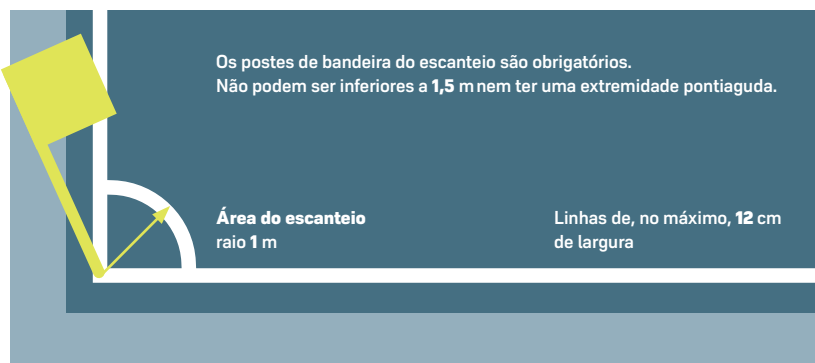 Os postes de bandeira do escanteio são obrigatórios.
Não podem ser inferiores a 1,5 m nem ter uma extremidade pontiaguda.
Área do escanteio
raio 1 m
Linhas de, no máximo, 12 cm
de largura